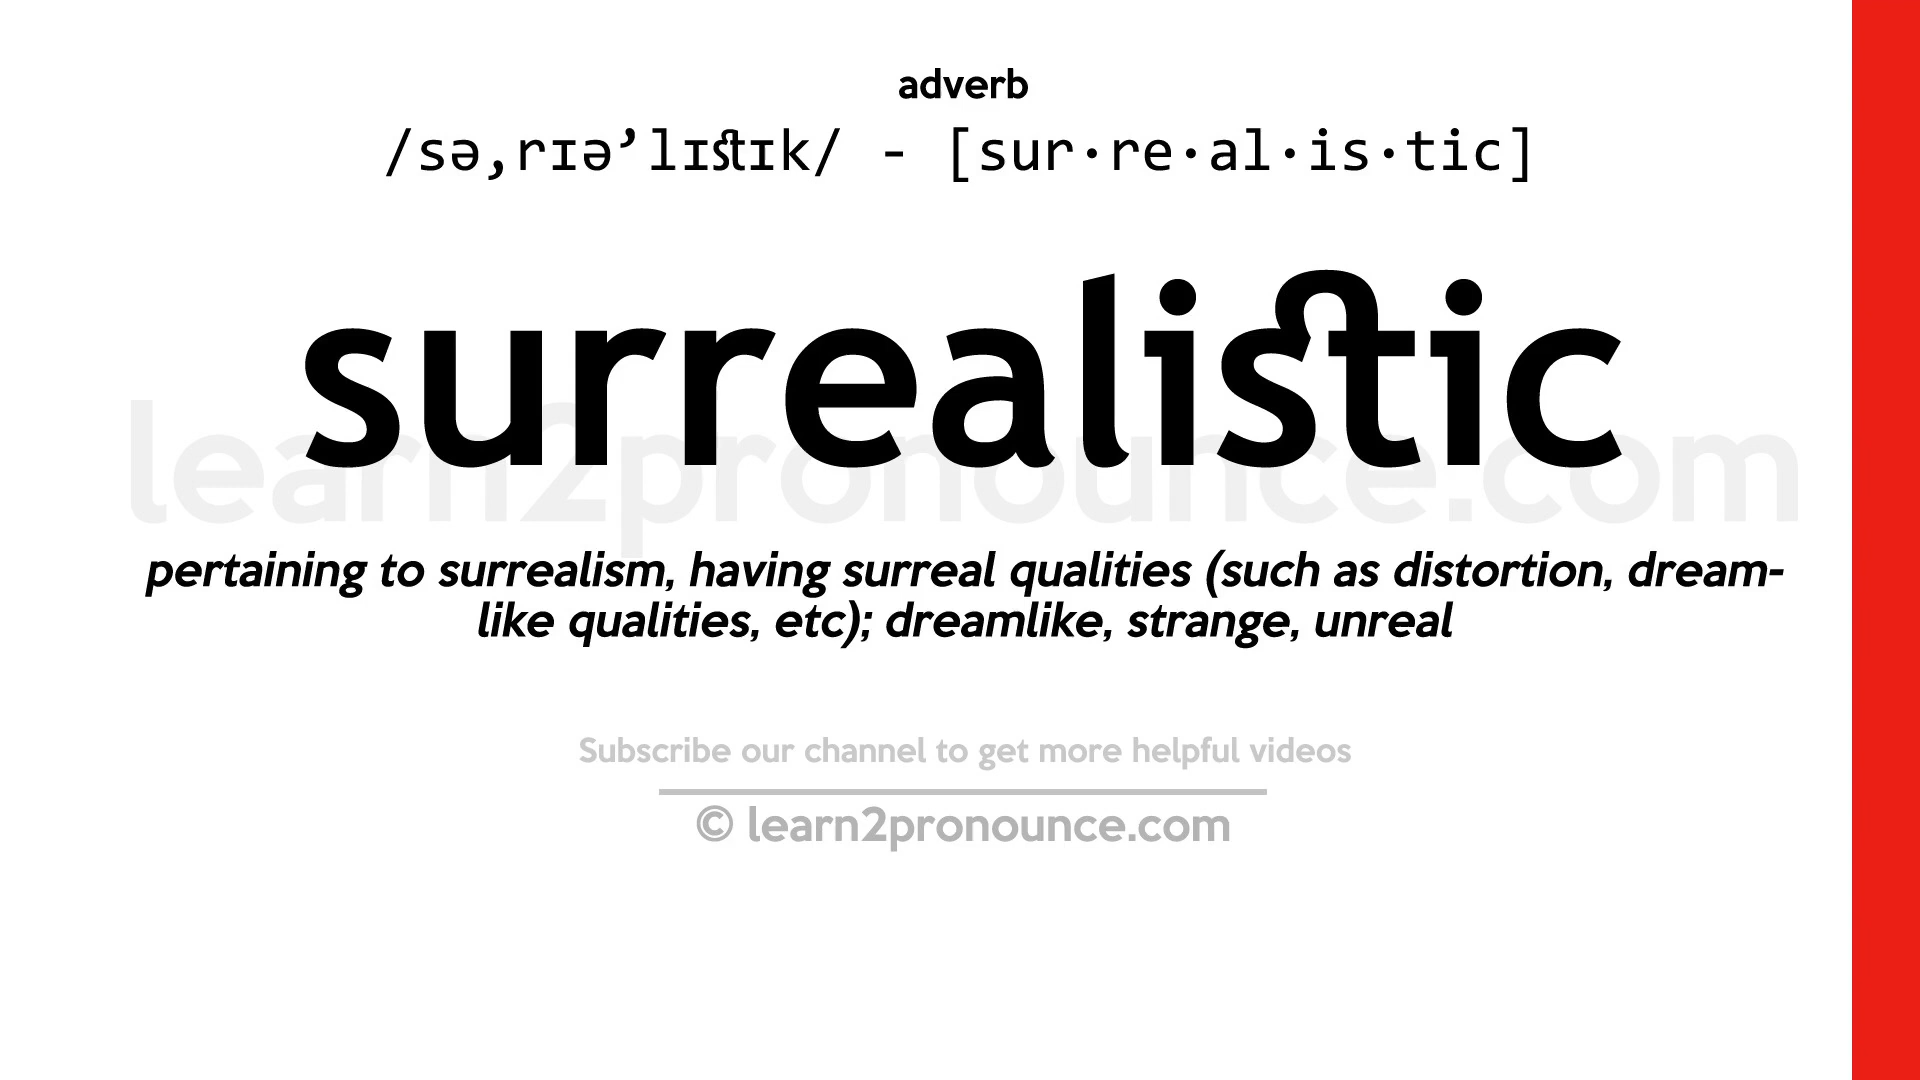 adverb
/sə,rɪə’lɪstɪk/ - [sur·re·al·is·tic]
surrealistic
learn2pronounce.com
pertaining to surrealism, having surreal qualities (such as distortion, dream-
like qualities, etc); dreamlike, strange, unreal
Subscribe our channel to get more helpful videos
© learn2pronounce.com